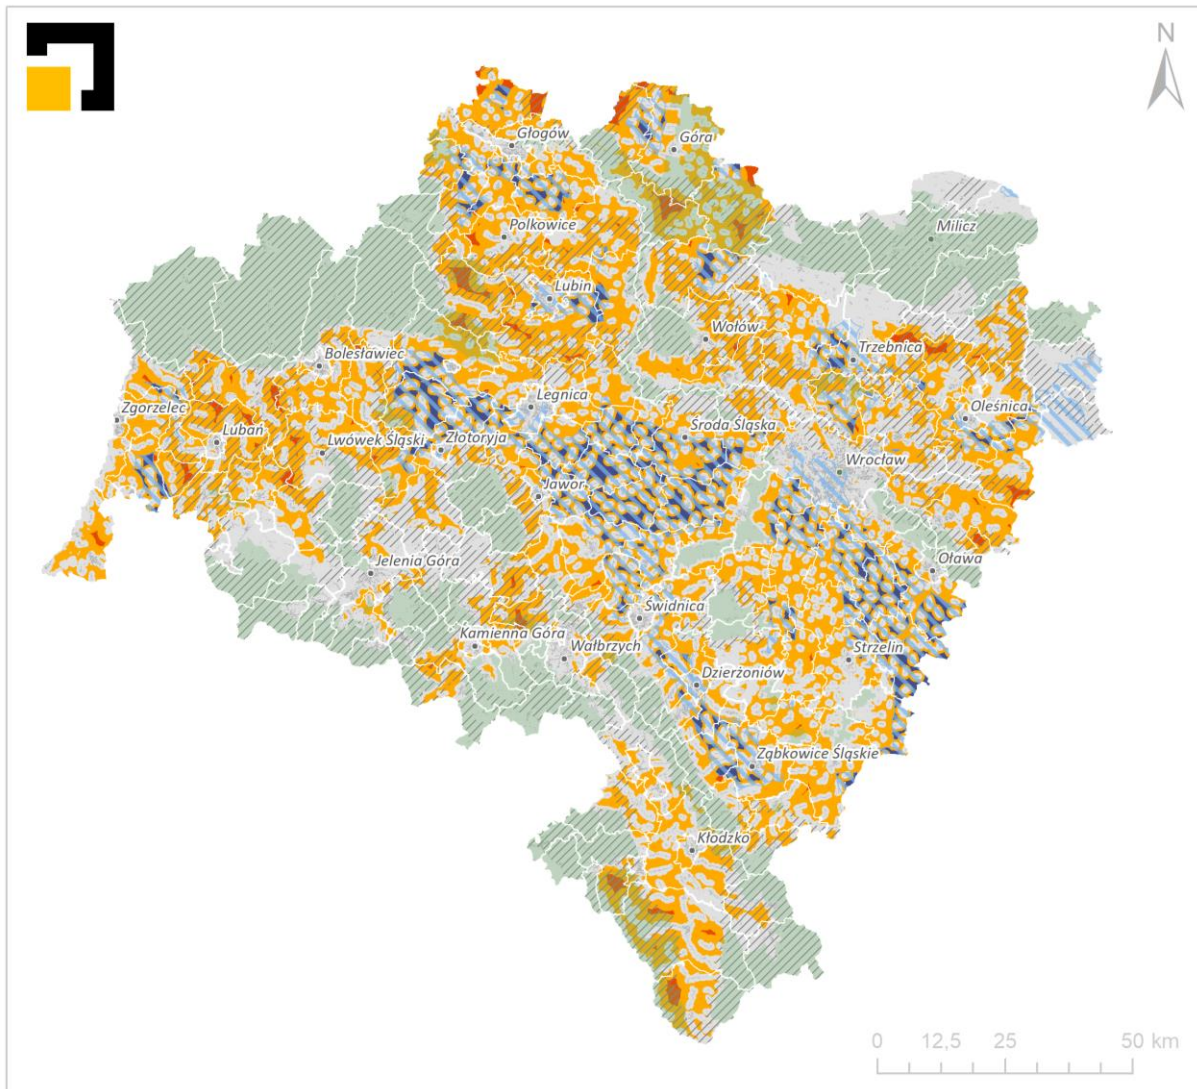 N
Głogów
Góra
Milicz
Polkowice
Lubin
Wołów
Trzebnica
Bolesławiec
Legnica
Zgorzelec
Oleśnica
Lubań
Lwówek Śląski
Złotoryja
Środa Śląska
Wrocław
Jawor
Jelenia Góra
Oława
Świdnica
Kamienna Góra
Wałbrzych
Strzelin
Dzierżoniów
Ząbkowice Śląskie
Kłodzko
0 12,5 25 50 km